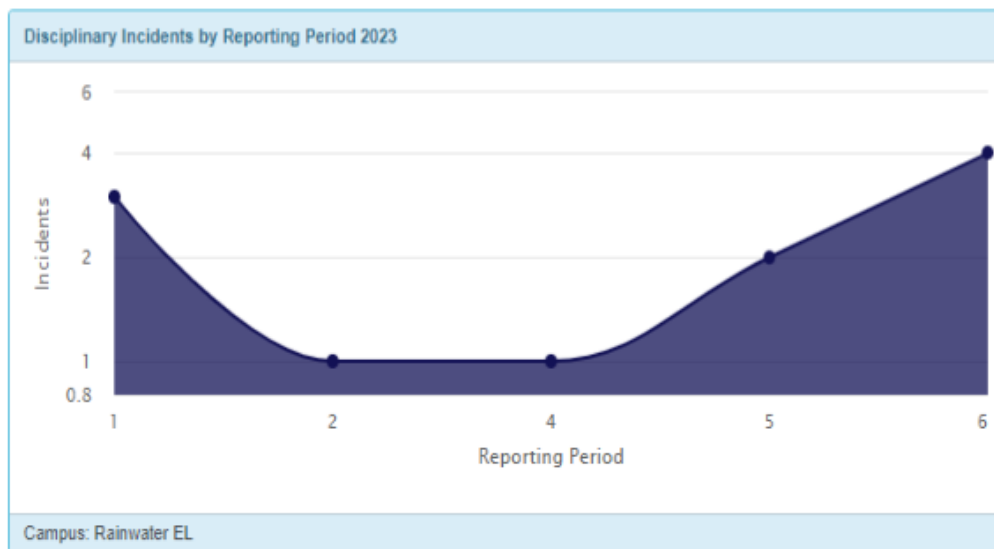 Disciplinary Incidents by Reporting Period 2023
6
4
2
1
0.8
Incidents
1 2 4 5 6
Reporting Period
Campus: Rainwater EL